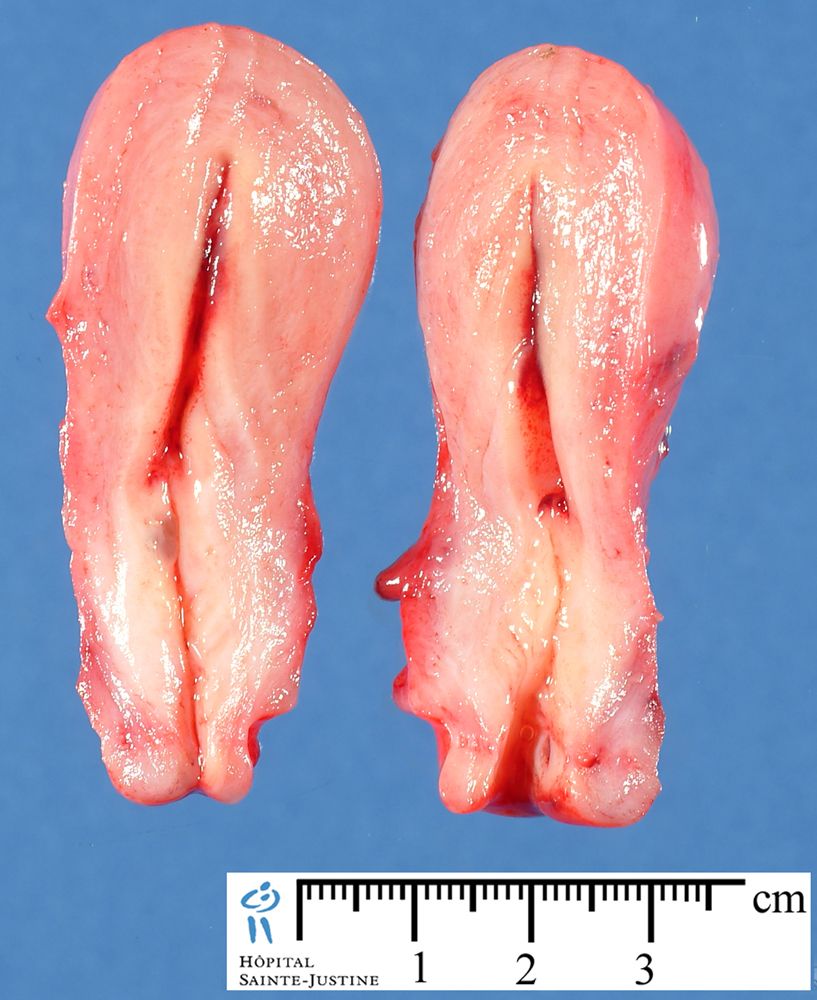 cm
HÔPITAL
SAINTE-JUSTINE
1 2 3